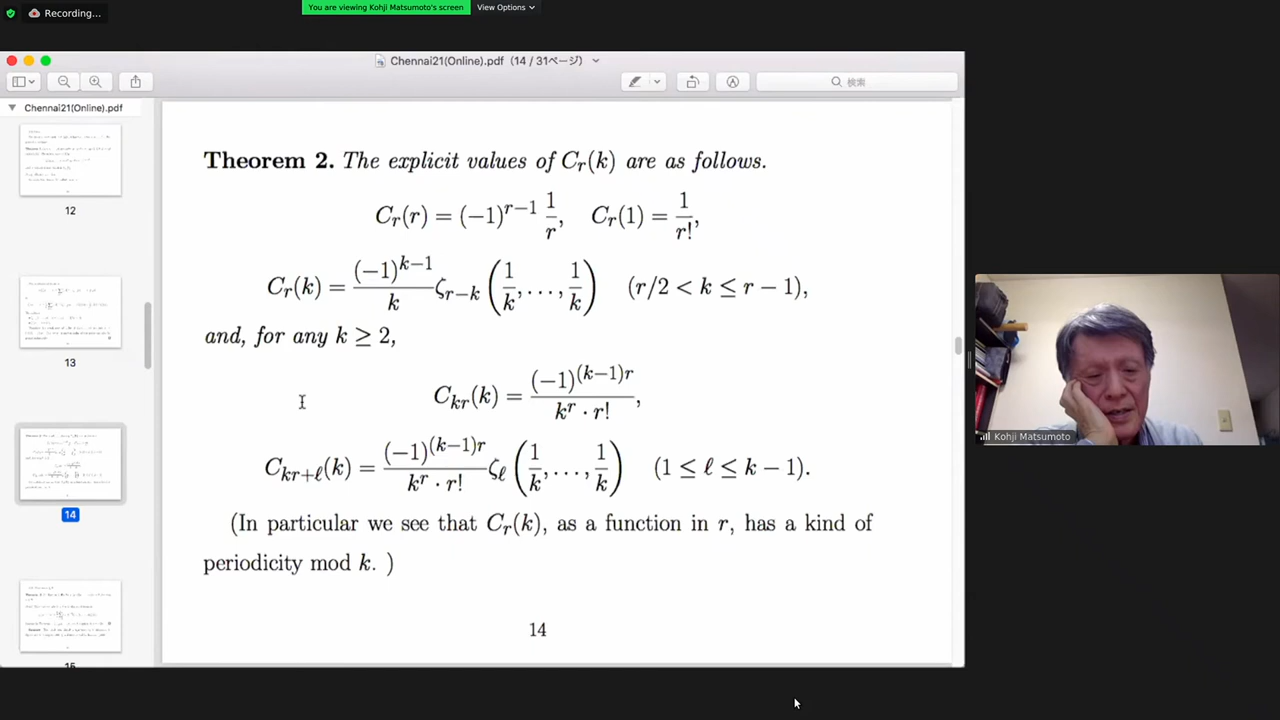 Recording...
You are viewing Kohji Matsumoto's screen
View Options
Chennai21(Online).pdf (14 / 31ページ)
検索
Chennai21(Online).pdf
12
13
14
15
Theorem 2. The explicit values of C_r(k) are as follows.
C_r(r) = (−1)^{r−1} 1/r, C_r(1) = 1/r!,
C_r(k) = (−1)^{k−1}/k ζ_{r−k} (1/k, . . . , 1/k) (r/2 < k ≤ r − 1),
and, for any k ≥ 2,
C_{kr}(k) = (−1)^{(k−1)r}/(k^r · r!),
C_{kr+ℓ}(k) = (−1)^{(k−1)r}/(k^r · r!) ζ_ℓ (1/k, . . . , 1/k) (1 ≤ ℓ ≤ k − 1).
(In particular we see that C_r(k), as a function in r, has a kind of
periodicity mod k. )
14
Kohji Matsumoto